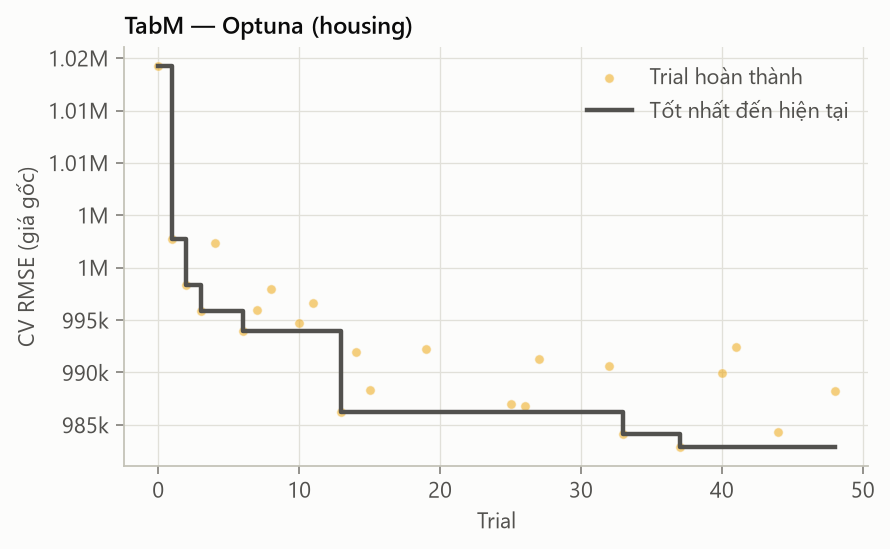 TabM — Optuna (housing)
Trial hoàn thành
Tốt nhất đến hiện tại
CV RMSE (giá gốc)
1.02M
1.01M
1.01M
1M
1M
995k
990k
985k
0 10 20 30 40 50
Trial